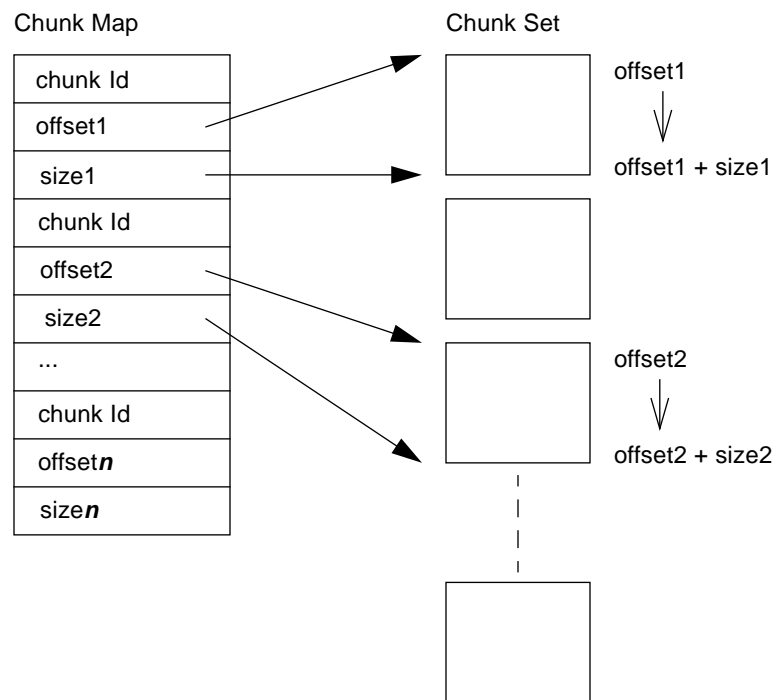 Chunk Map
chunk Id
offset1
size1
chunk Id
offset2
size2
...
chunk Id
offsetn
sizen
Chunk Set
offset1
offset1 + size1
offset2
offset2 + size2